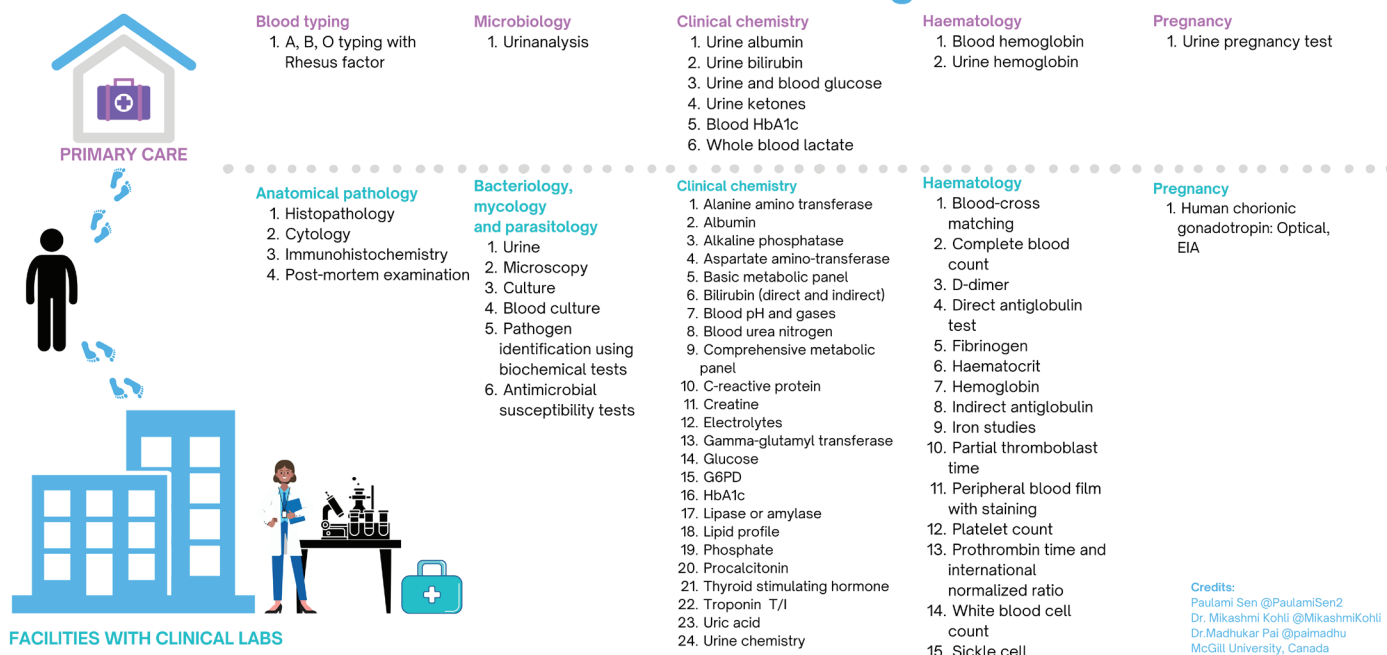 Blood typing
1. A, B, O typing with
Rhesus factor
Microbiology
1. Urinanalysis
Clinical chemistry
1. Urine albumin
2. Urine bilirubin
3. Urine and blood glucose
4. Urine ketones
5. Blood HbA1c
6. Whole blood lactate
Haematology
1. Blood hemoglobin
2. Urine hemoglobin
Pregnancy
1. Urine pregnancy test
PRIMARY CARE
Anatomical pathology
1. Histopathology
2. Cytology
3. Immunohistochemistry
4. Post-mortem examination
Bacteriology,
mycology
and parasitology
1. Urine
2. Microscopy
3. Culture
4. Blood culture
5. Pathogen
identification using
biochemical tests
6. Antimicrobial
susceptibility tests
Clinical chemistry
1. Alanine amino transferase
2. Albumin
3. Alkaline phosphatase
4. Aspartate amino-transferase
5. Basic metabolic panel
6. Bilirubin (direct and indirect)
7. Blood pH and gases
8. Blood urea nitrogen
9. Comprehensive metabolic
panel
10. C-reactive protein
11. Creatine
12. Electrolytes
13. Gamma-glutamyl transferase
14. Glucose
15. G6PD
16. HbA1c
17. Lipase or amylase
18. Lipid profile
19. Phosphate
20. Procalcitonin
21. Thyroid stimulating hormone
22. Troponin T/I
23. Uric acid
24. Urine chemistry
Haematology
1. Blood-cross
matching
2. Complete blood
count
3. D-dimer
4. Direct antiglobulin
test
5. Fibrinogen
6. Haematocrit
7. Hemoglobin
8. Indirect antiglobulin
9. Iron studies
10. Partial thromboblast
time
11. Peripheral blood film
with staining
12. Platelet count
13. Prothrombin time and
international
normalized ratio
14. White blood cell
count
15. Sickle cell
Pregnancy
1. Human chorionic
gonadotropin: Optical,
EIA
FACILITIES WITH CLINICAL LABS
Credits:
Paulami Sen @PaulamiSen2
Dr. Mikashmi Kohli @MikashmiKohli
Dr.Madhukar Pai @paimadhu
McGill University, Canada